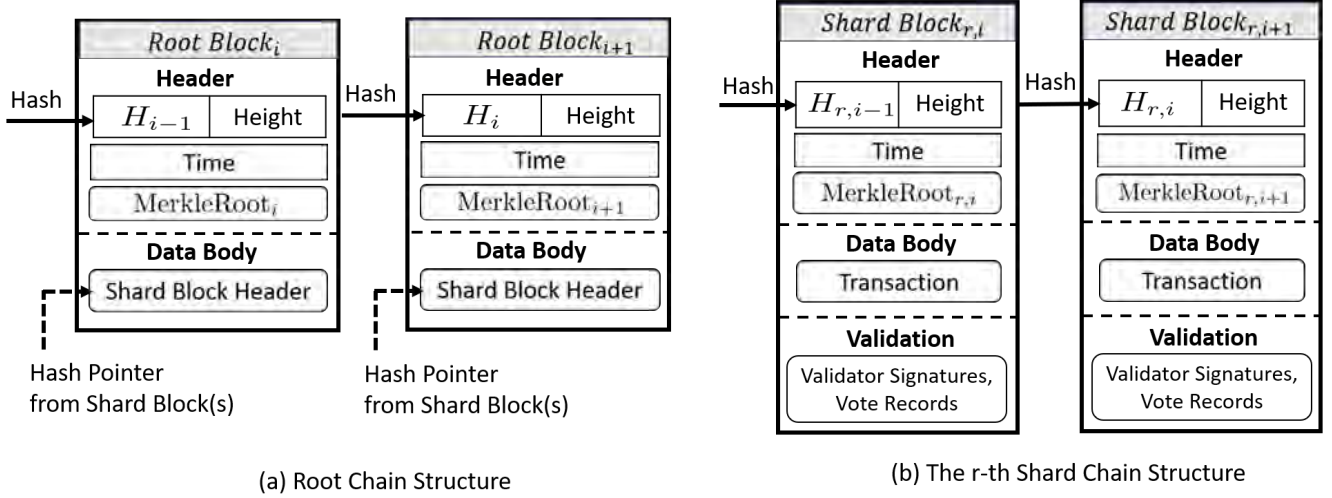 Root Block_i
Header
Hash
H_{i−1} Height
Time
MerkleRoot_i
Data Body
Shard Block Header
Hash Pointer
from Shard Block(s)
Root Block_{i+1}
Header
Hash
H_i Height
Time
MerkleRoot_{i+1}
Data Body
Shard Block Header
Hash Pointer
from Shard Block(s)
(a) Root Chain Structure
Shard Block_{r,i}
Header
Hash
H_{r,i−1} Height
Time
MerkleRoot_{r,i}
Data Body
Transaction
Validation
Validator Signatures,
Vote Records
Shard Block_{r,i+1}
Header
Hash
H_{r,i} Height
Time
MerkleRoot_{r,i+1}
Data Body
Transaction
Validation
Validator Signatures,
Vote Records
(b) The r-th Shard Chain Structure